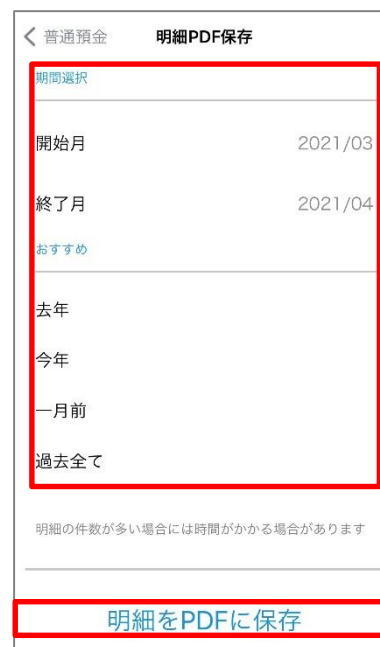 普通預金 明細PDF保存
期間選択
開始月 2021/03
終了月 2021/04
おすすめ
去年
今年
一月前
過去全て
明細の件数が多い場合には時間がかかる場合があります
明細をPDFに保存